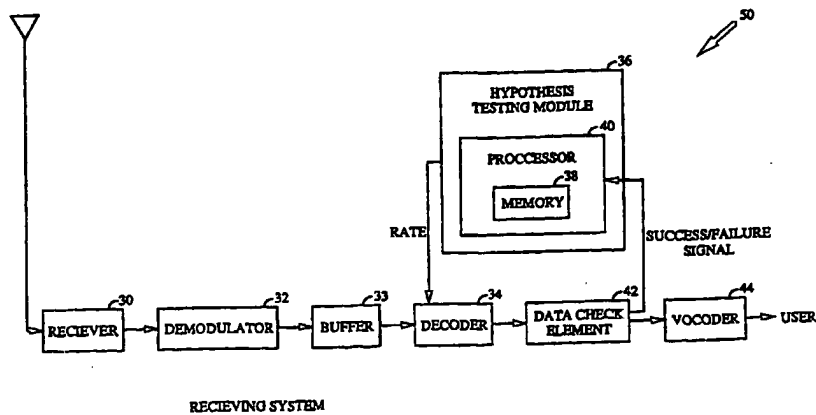 50
36
HYPOTHESIS
TESTING MODULE
40
PROCCESSOR
38
MEMORY
RATE
SUCCESS/FAILURE
SIGNAL
30
RECIEVER
32
DEMODULATOR
33
BUFFER
34
DECODER
42
DATA CHECK
ELEMENT
44
VOCODER
USER
RECIEVING SYSTEM